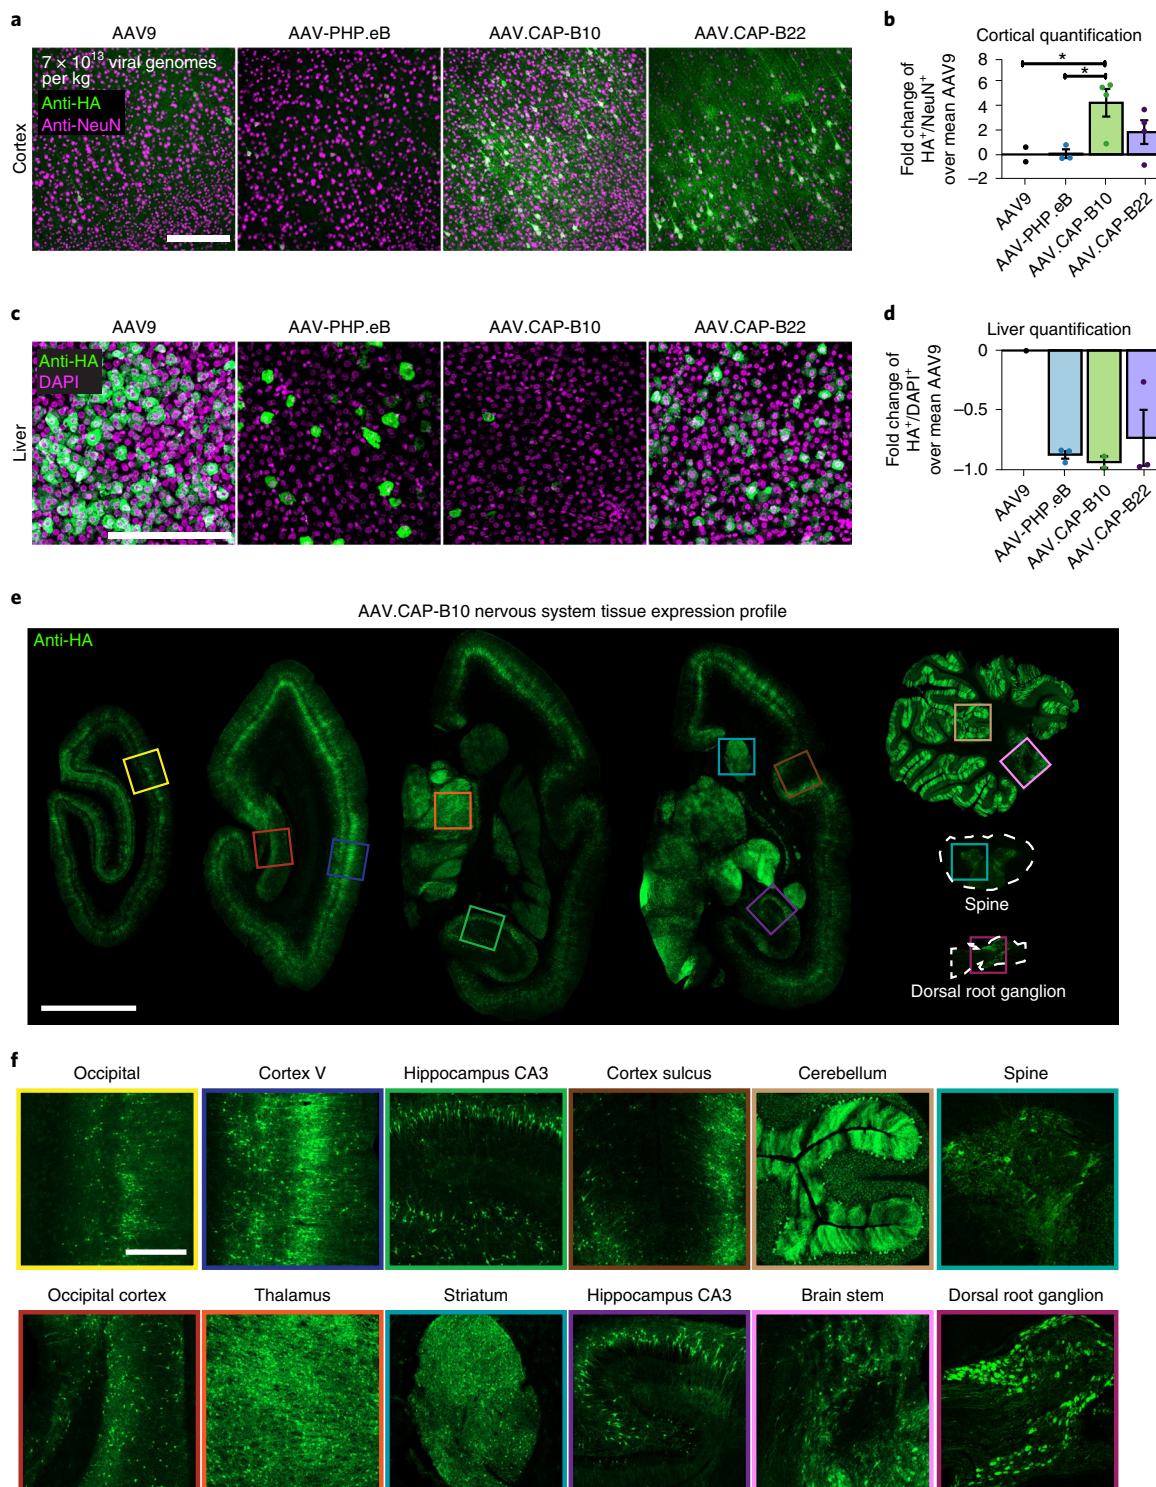 a
AAV9
AAV-PHP.eB
AAV.CAP-B10
AAV.CAP-B22
7 × 10¹³ viral genomes
per kg
Anti-HA
Anti-NeuN
Cortex
b
Cortical quantification
Fold change of
HA⁺/NeuN⁺
over mean AAV9
8
6
4
2
0
–2
*
*
AAV9
AAV-PHP.eB
AAV.CAP-B10
AAV.CAP-B22
c
AAV9
AAV-PHP.eB
AAV.CAP-B10
AAV.CAP-B22
Anti-HA
DAPI
Liver
d
Liver quantification
Fold change of
HA⁺/DAPI⁺
over mean AAV9
0
–0.5
–1.0
AAV9
AAV-PHP.eB
AAV.CAP-B10
AAV.CAP-B22
e
AAV.CAP-B10 nervous system tissue expression profile
Anti-HA
Spine
Dorsal root ganglion
f
Occipital
Cortex V
Hippocampus CA3
Cortex sulcus
Cerebellum
Spine
Occipital cortex
Thalamus
Striatum
Hippocampus CA3
Brain stem
Dorsal root ganglion